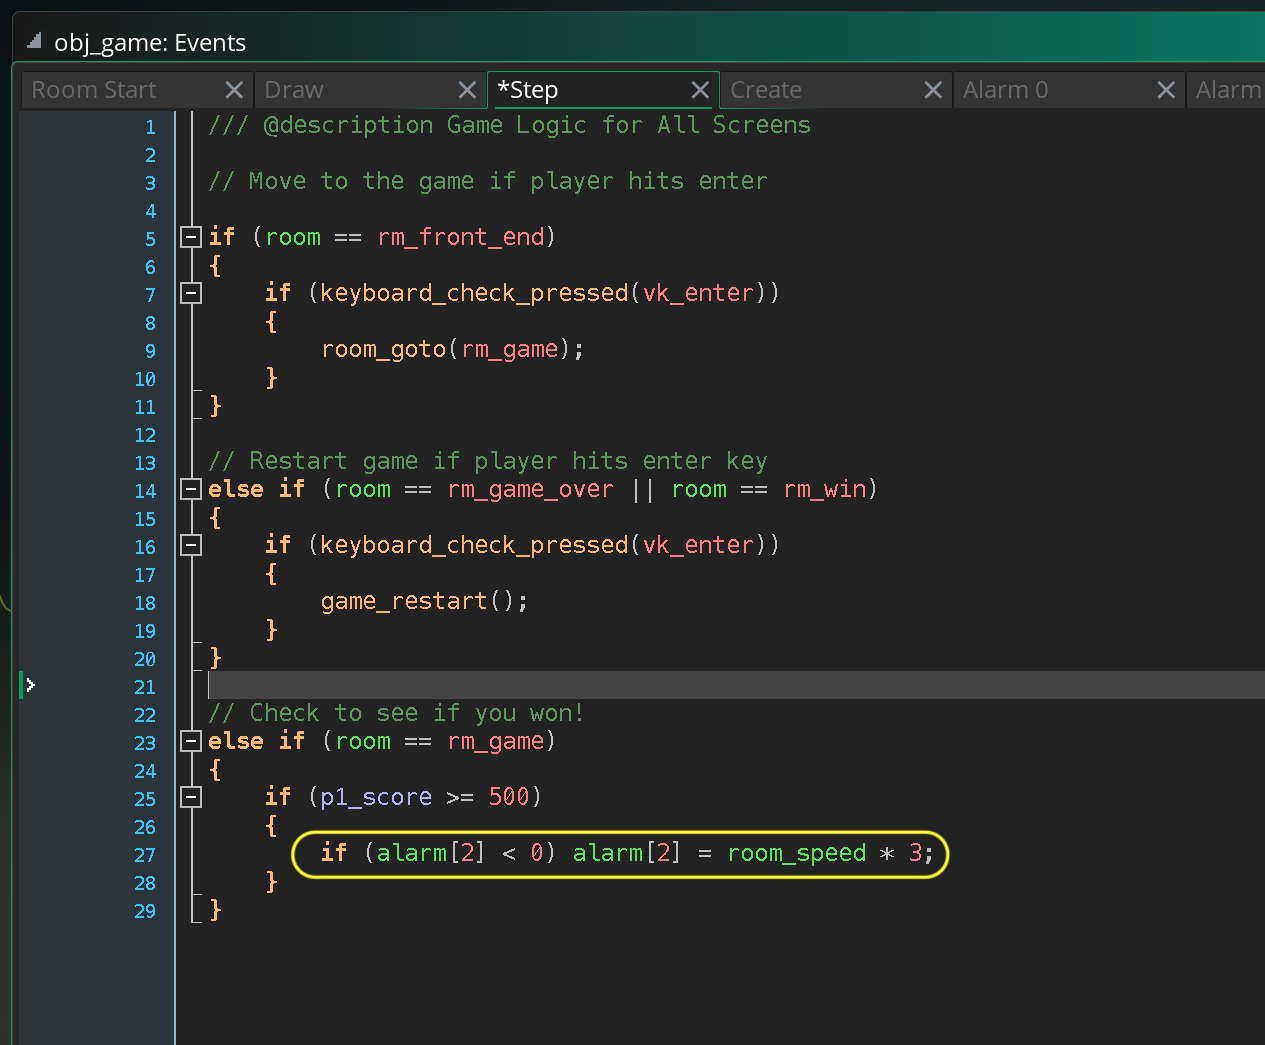 obj_game: Events
Room Start Draw *Step Create Alarm 0 Alarm
1 /// @description Game Logic for All Screens
2
3 // Move to the game if player hits enter
4
5 if (room == rm_front_end)
6 {
7 if (keyboard_check_pressed(vk_enter))
8 {
9 room_goto(rm_game);
10 }
11 }
12
13 // Restart game if player hits enter key
14 else if (room == rm_game_over || room == rm_win)
15 {
16 if (keyboard_check_pressed(vk_enter))
17 {
18 game_restart();
19 }
20 }
21
22 // Check to see if you won!
23 else if (room == rm_game)
24 {
25 if (p1_score >= 500)
26 {
27 if (alarm[2] < 0) alarm[2] = room_speed * 3;
28 }
29 }